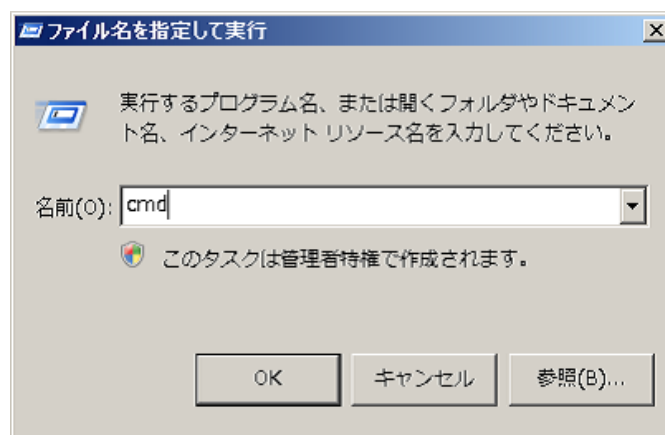 ファイル名を指定して実行
実行するプログラム名、または開くフォルダやドキュメン
ト名、インターネット リソース名を入力してください。
名前(O): cmd
このタスクは管理者特権で作成されます。
OK キャンセル 参照(B)...